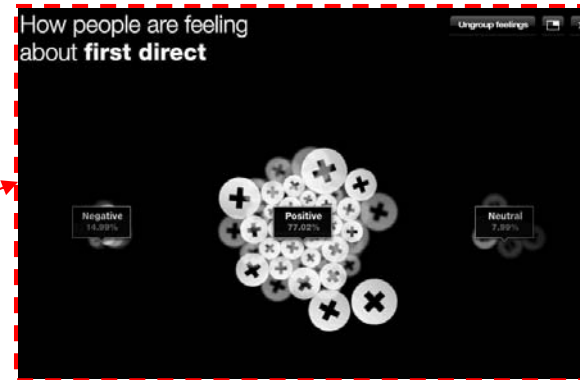 How people are feeling
about first direct
Ungroup feelings
Negative
14.99%
Positive
77.02%
Neutral
7.99%